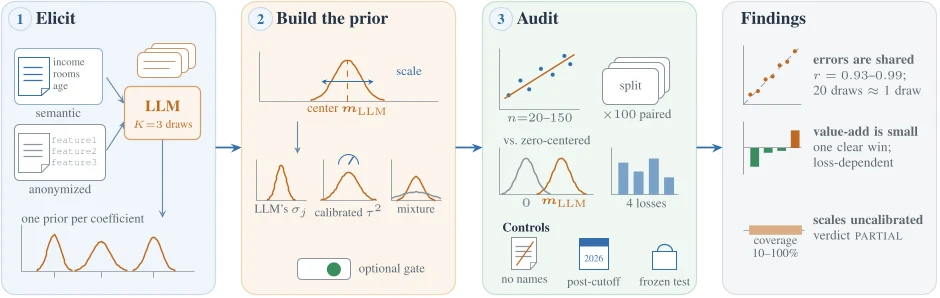 1 Elicit
income
rooms
age
semantic
LLM
K=3 draws
feature1
feature2
feature3
anonymized
one prior per coefficient
2 Build the prior
scale
center m_LLM
LLM's σ_j
calibrated τ²
mixture
optional gate
3 Audit
n=20–150
split
×100 paired
vs. zero-centered
0
m_LLM
4 losses
Controls
no names
2026
post-cutoff
frozen test
Findings
errors are shared
r = 0.93–0.99;
20 draws ≈ 1 draw
value-add is small
one clear win;
loss-dependent
scales uncalibrated
verdict PARTIAL
coverage
10–100%